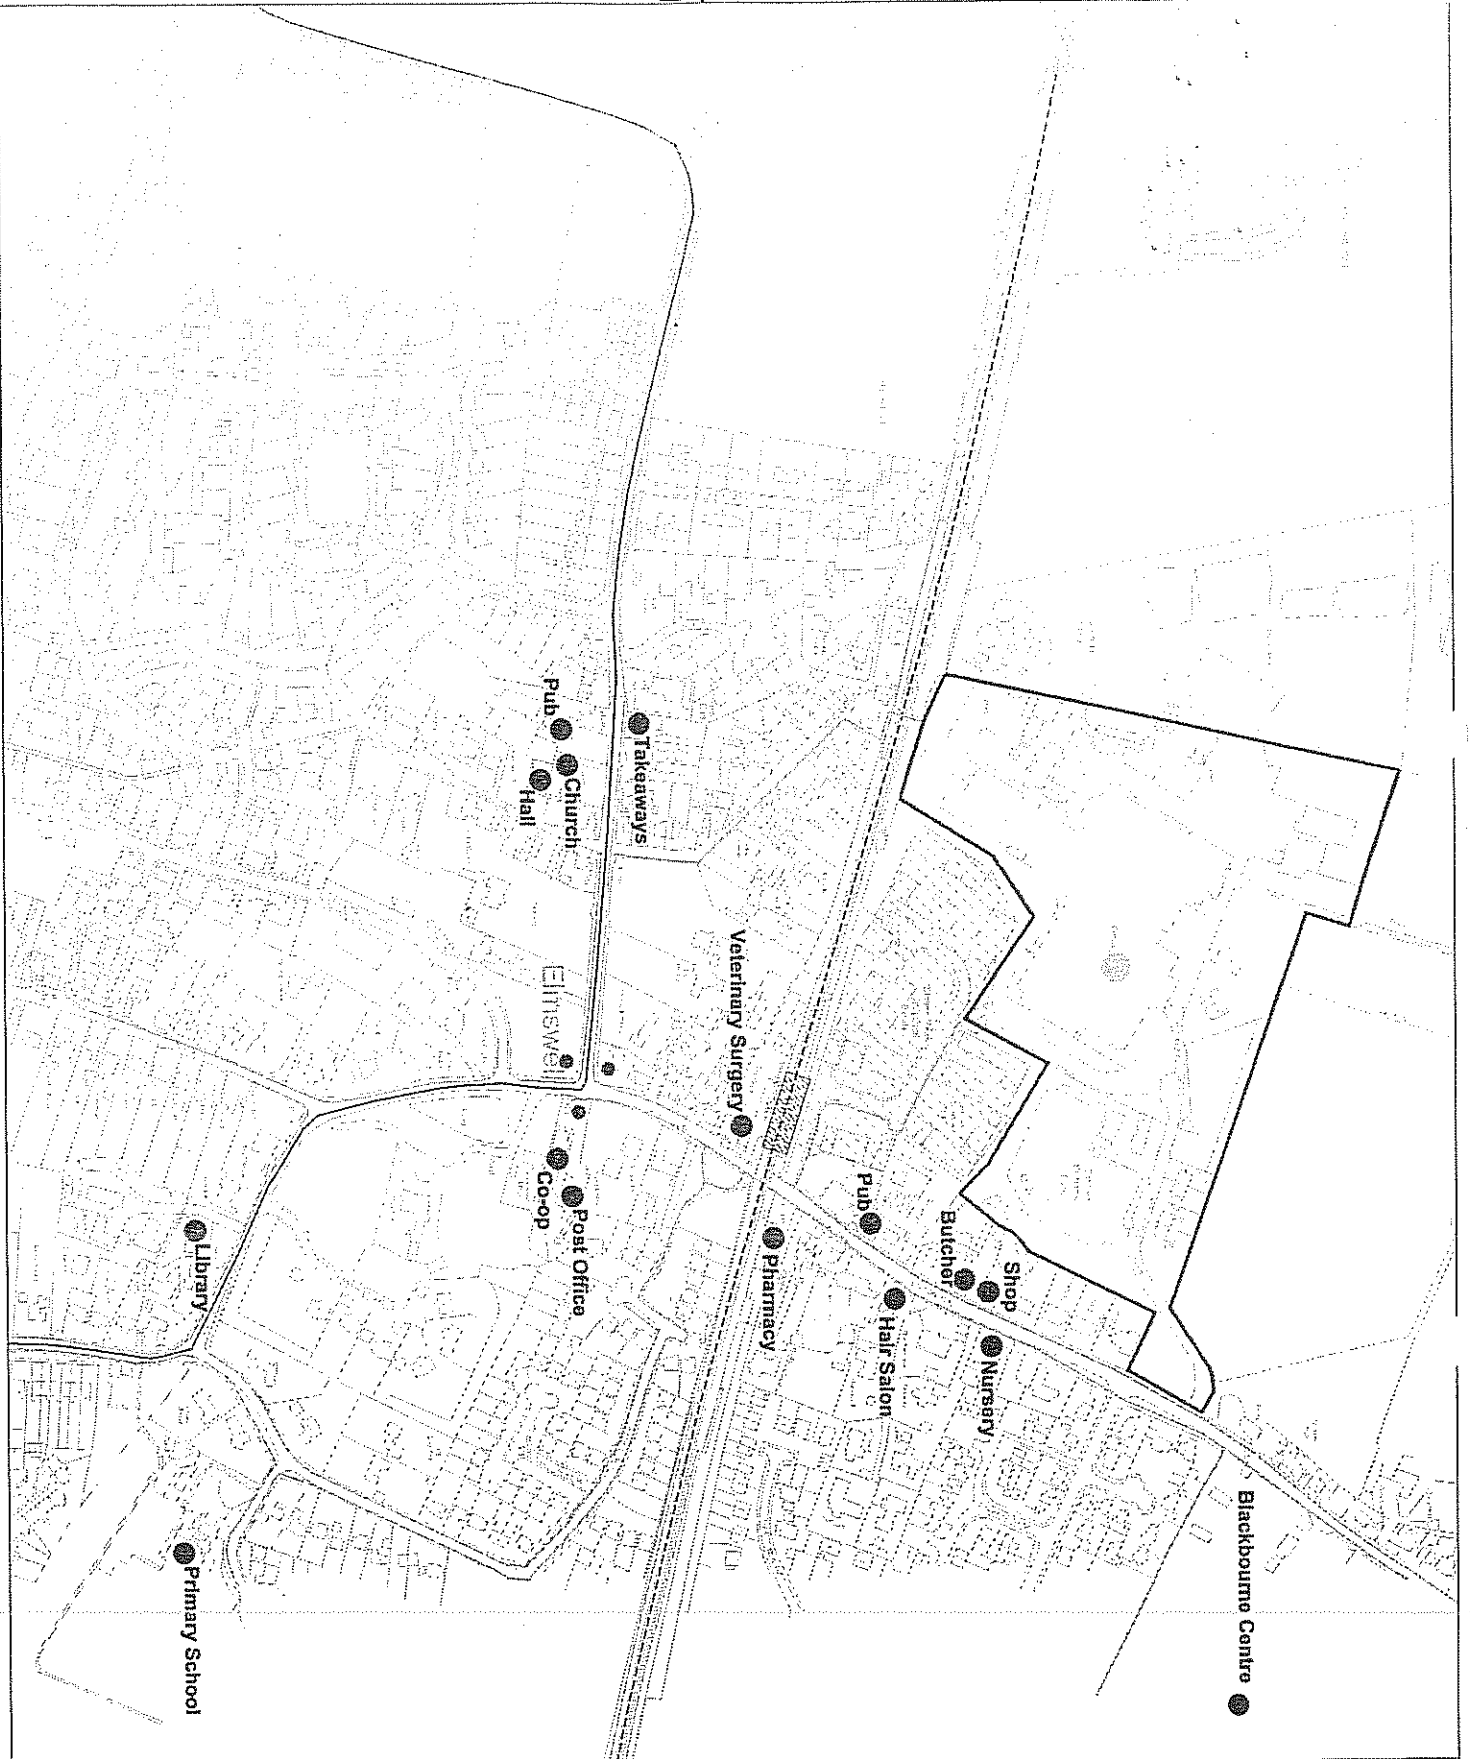 Blackbourne Centre
Shop
Nursery
Butcher
Hair Salon
Pub
Pharmacy
Veterinary Surgery
Takeaways
Post Office
Co-op
Elmswell
Church
Pub
Hall
Library
Primary School